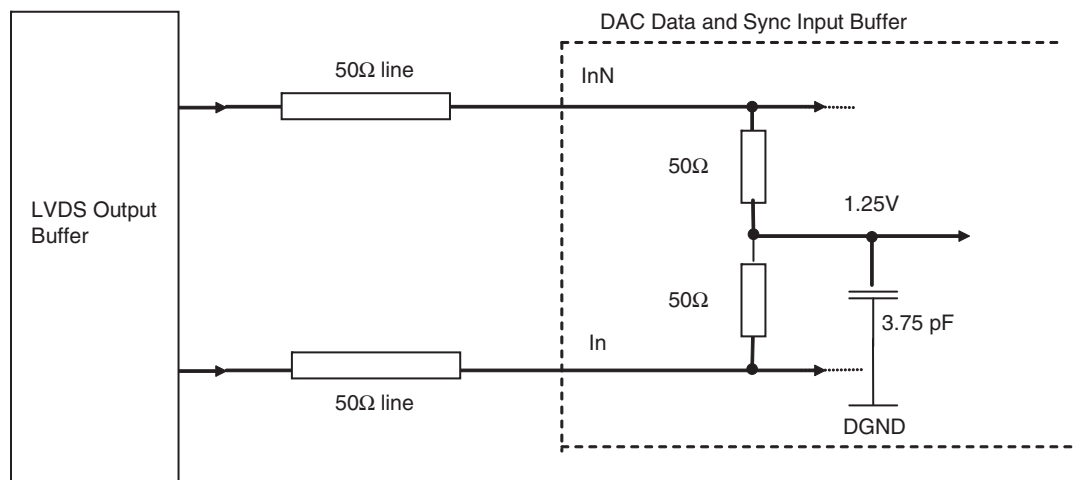 DAC Data and Sync Input Buffer
50Ω line
InN
50Ω
LVDS Output
Buffer
1.25V
50Ω
3.75 pF
In
50Ω line
DGND